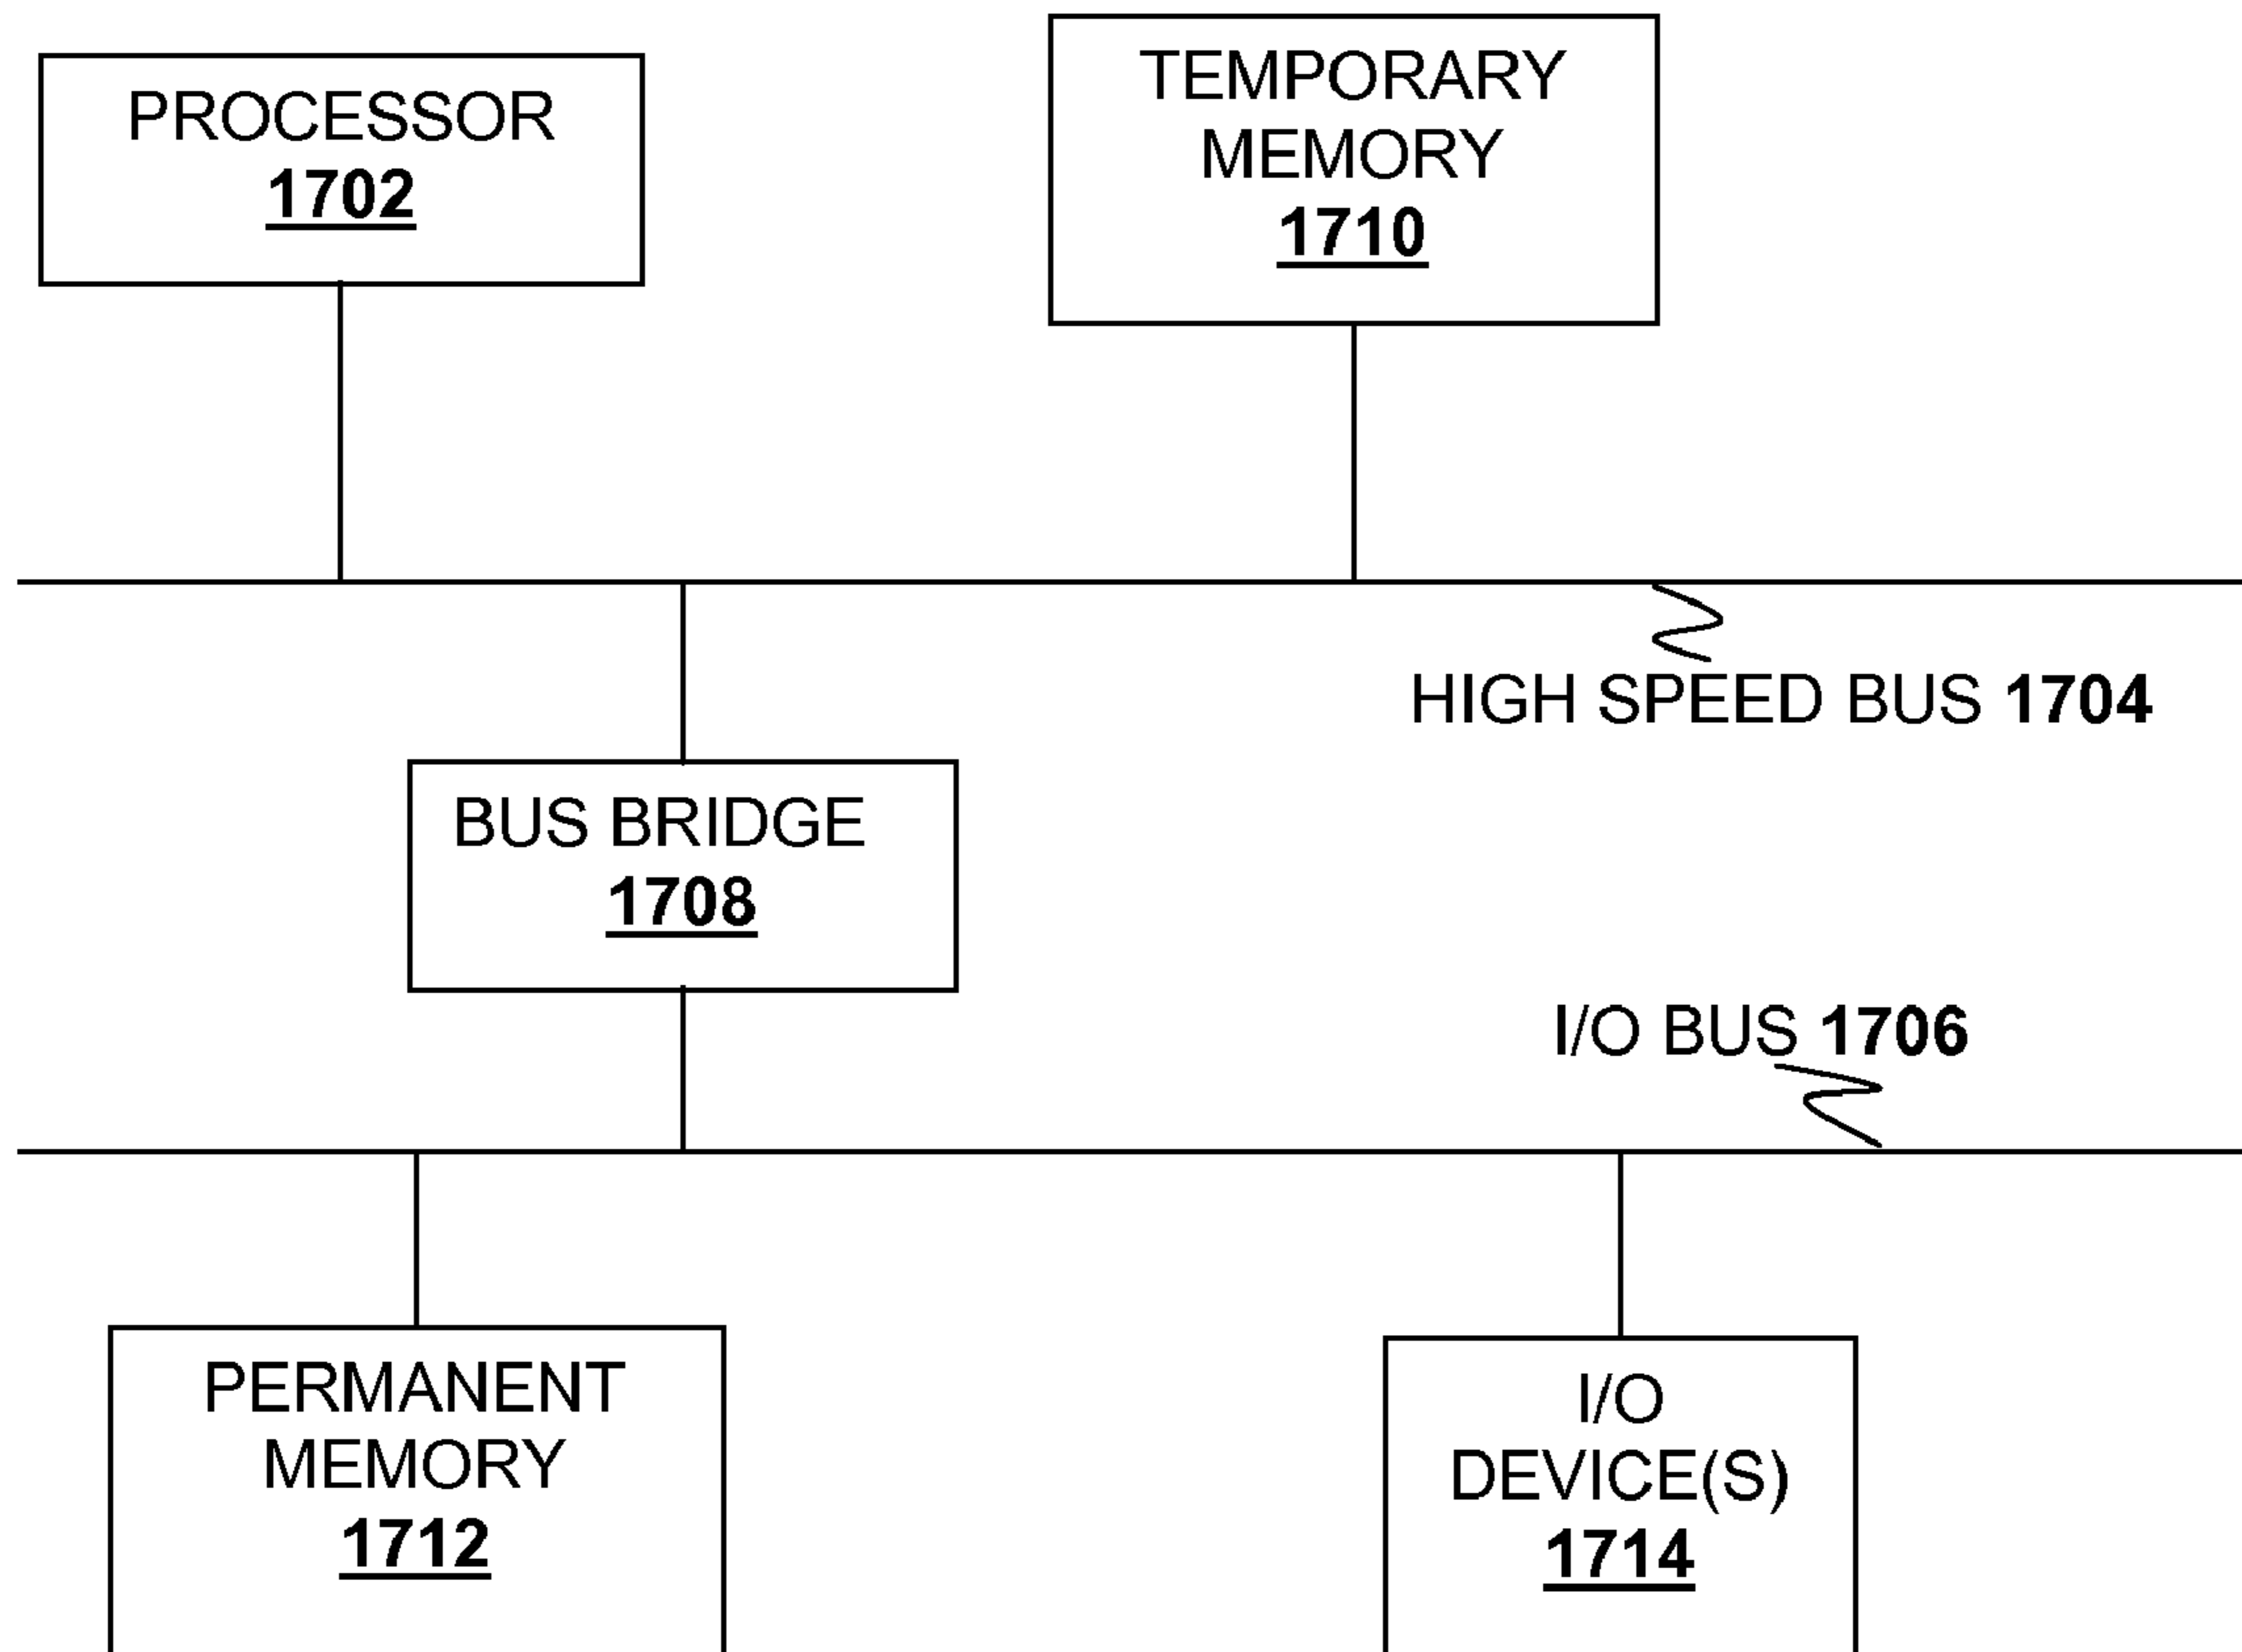 PROCESSOR
1702
TEMPORARY
MEMORY
1710
HIGH SPEED BUS 1704
BUS BRIDGE
1708
I/O BUS 1706
PERMANENT
MEMORY
1712
I/O
DEVICE(S)
1714